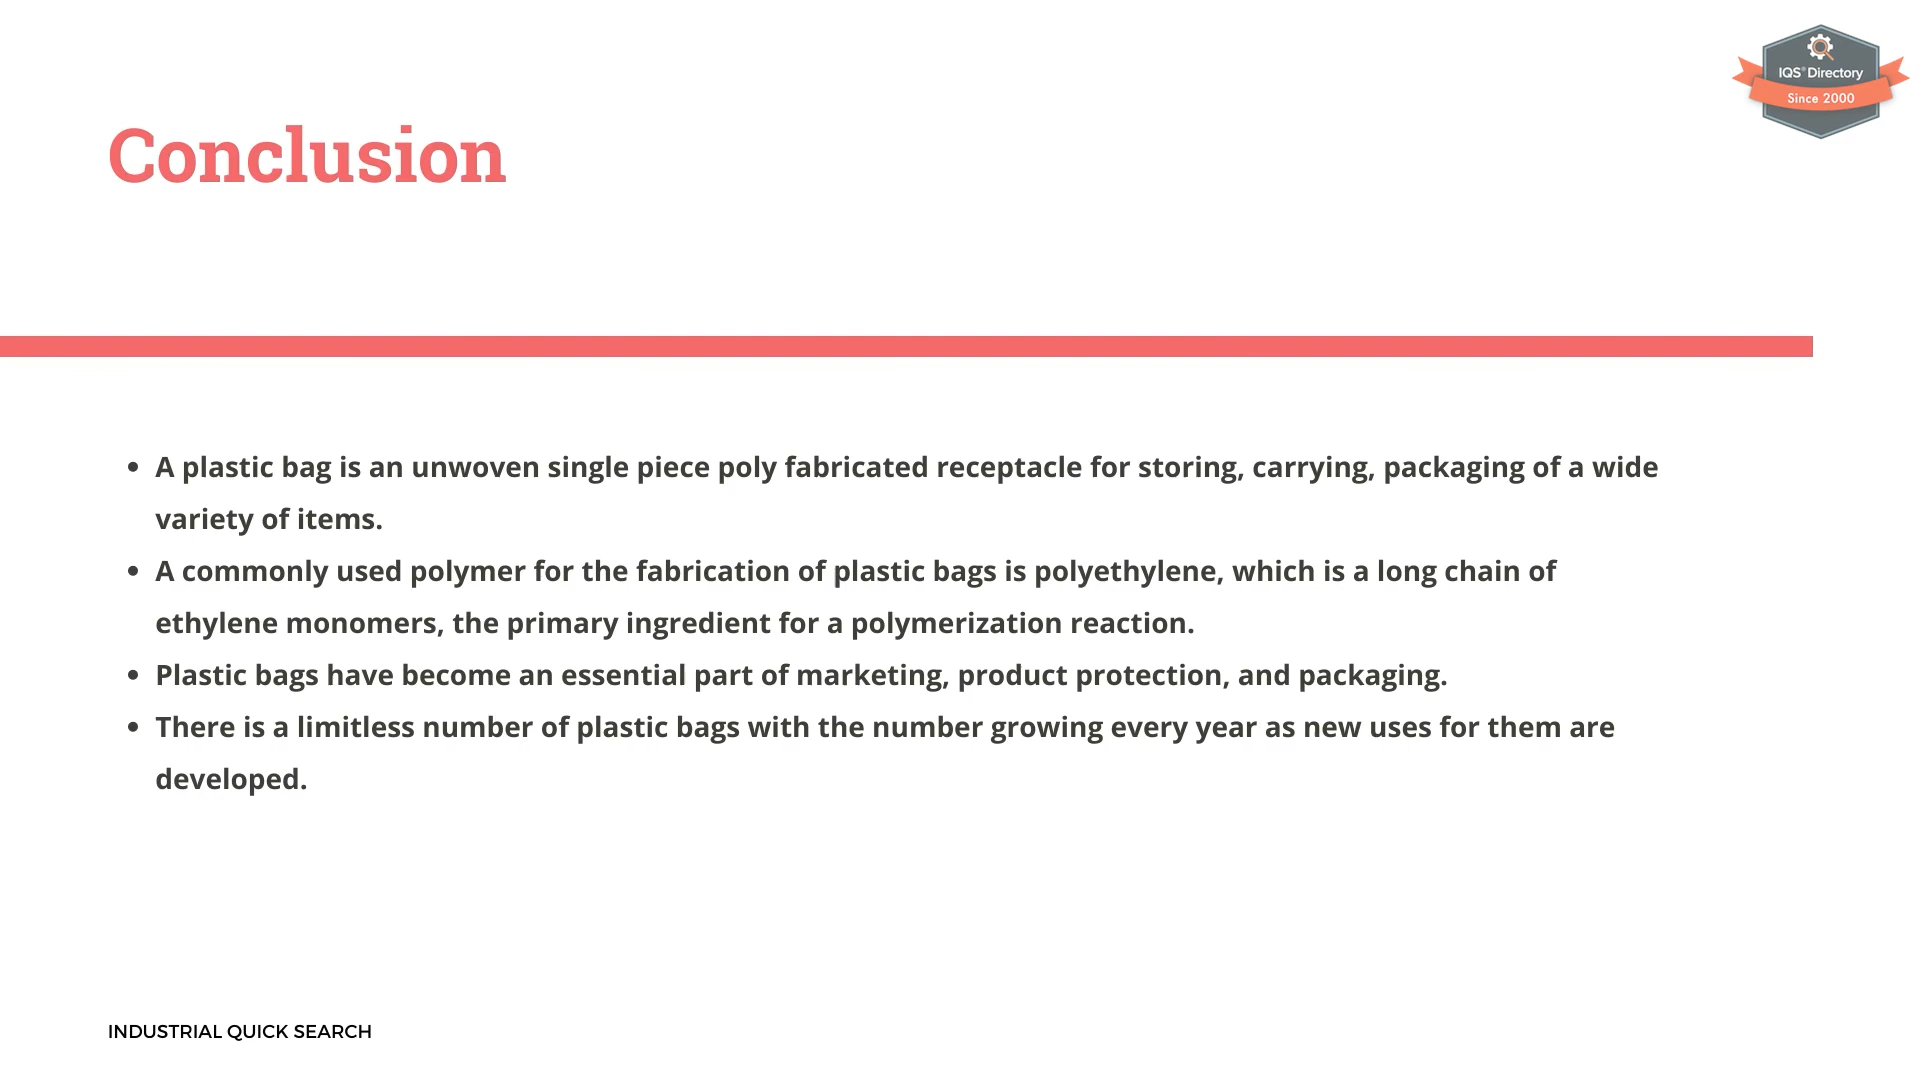 IQS® Directory
Since 2000
Conclusion
• A plastic bag is an unwoven single piece poly fabricated receptacle for storing, carrying, packaging of a wide
variety of items.
• A commonly used polymer for the fabrication of plastic bags is polyethylene, which is a long chain of
ethylene monomers, the primary ingredient for a polymerization reaction.
• Plastic bags have become an essential part of marketing, product protection, and packaging.
• There is a limitless number of plastic bags with the number growing every year as new uses for them are
developed.
INDUSTRIAL QUICK SEARCH